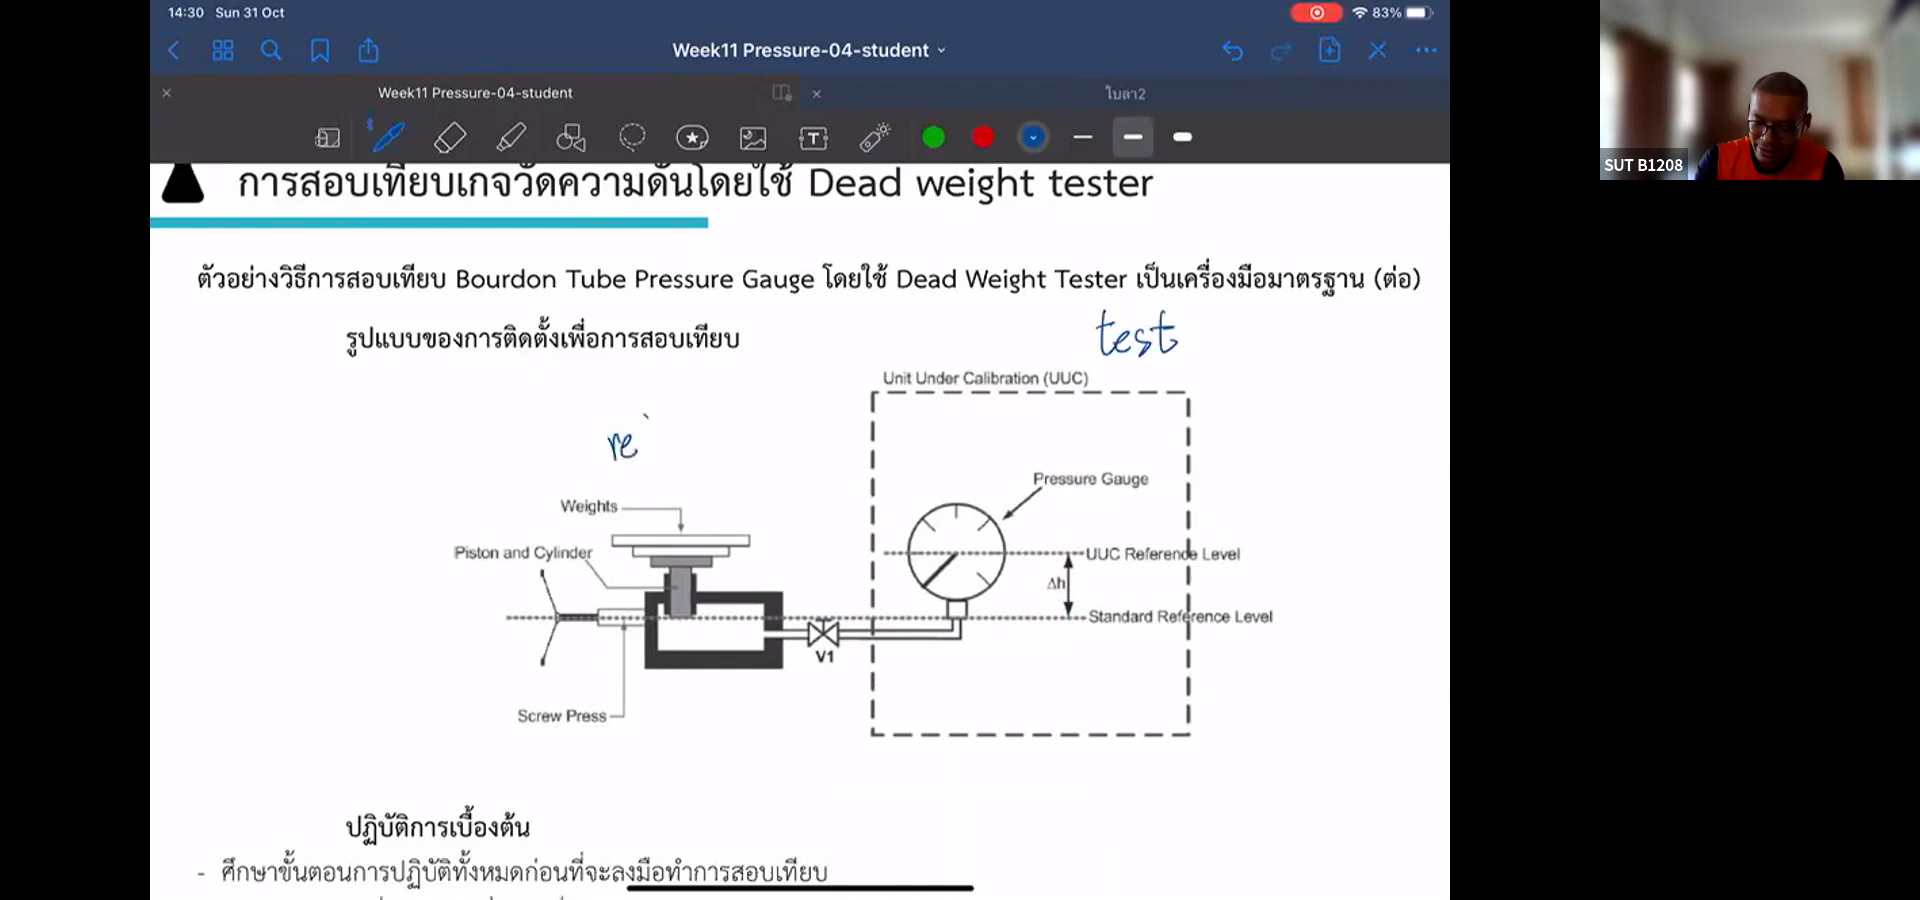 14:30 Sun 31 Oct
83%
Week11 Pressure-04-student
Week11 Pressure-04-student
ใบลา2
การสอบเทียบเกจวัดความดันโดยใช้ Dead weight tester
ตัวอย่างวิธีการสอบเทียบ Bourdon Tube Pressure Gauge โดยใช้ Dead Weight Tester เป็นเครื่องมือมาตรฐาน (ต่อ)
รูปแบบของการติดตั้งเพื่อการสอบเทียบ
test
Unit Under Calibration (UUC)
re
Pressure Gauge
Weights
Piston and Cylinder
UUC Reference Level
Δh
Standard Reference Level
V1
Screw Press
ปฏิบัติการเบื้องต้น
- ศึกษาขั้นตอนการปฏิบัติทั้งหมดก่อนที่จะลงมือทำการสอบเทียบ
SUT B1208